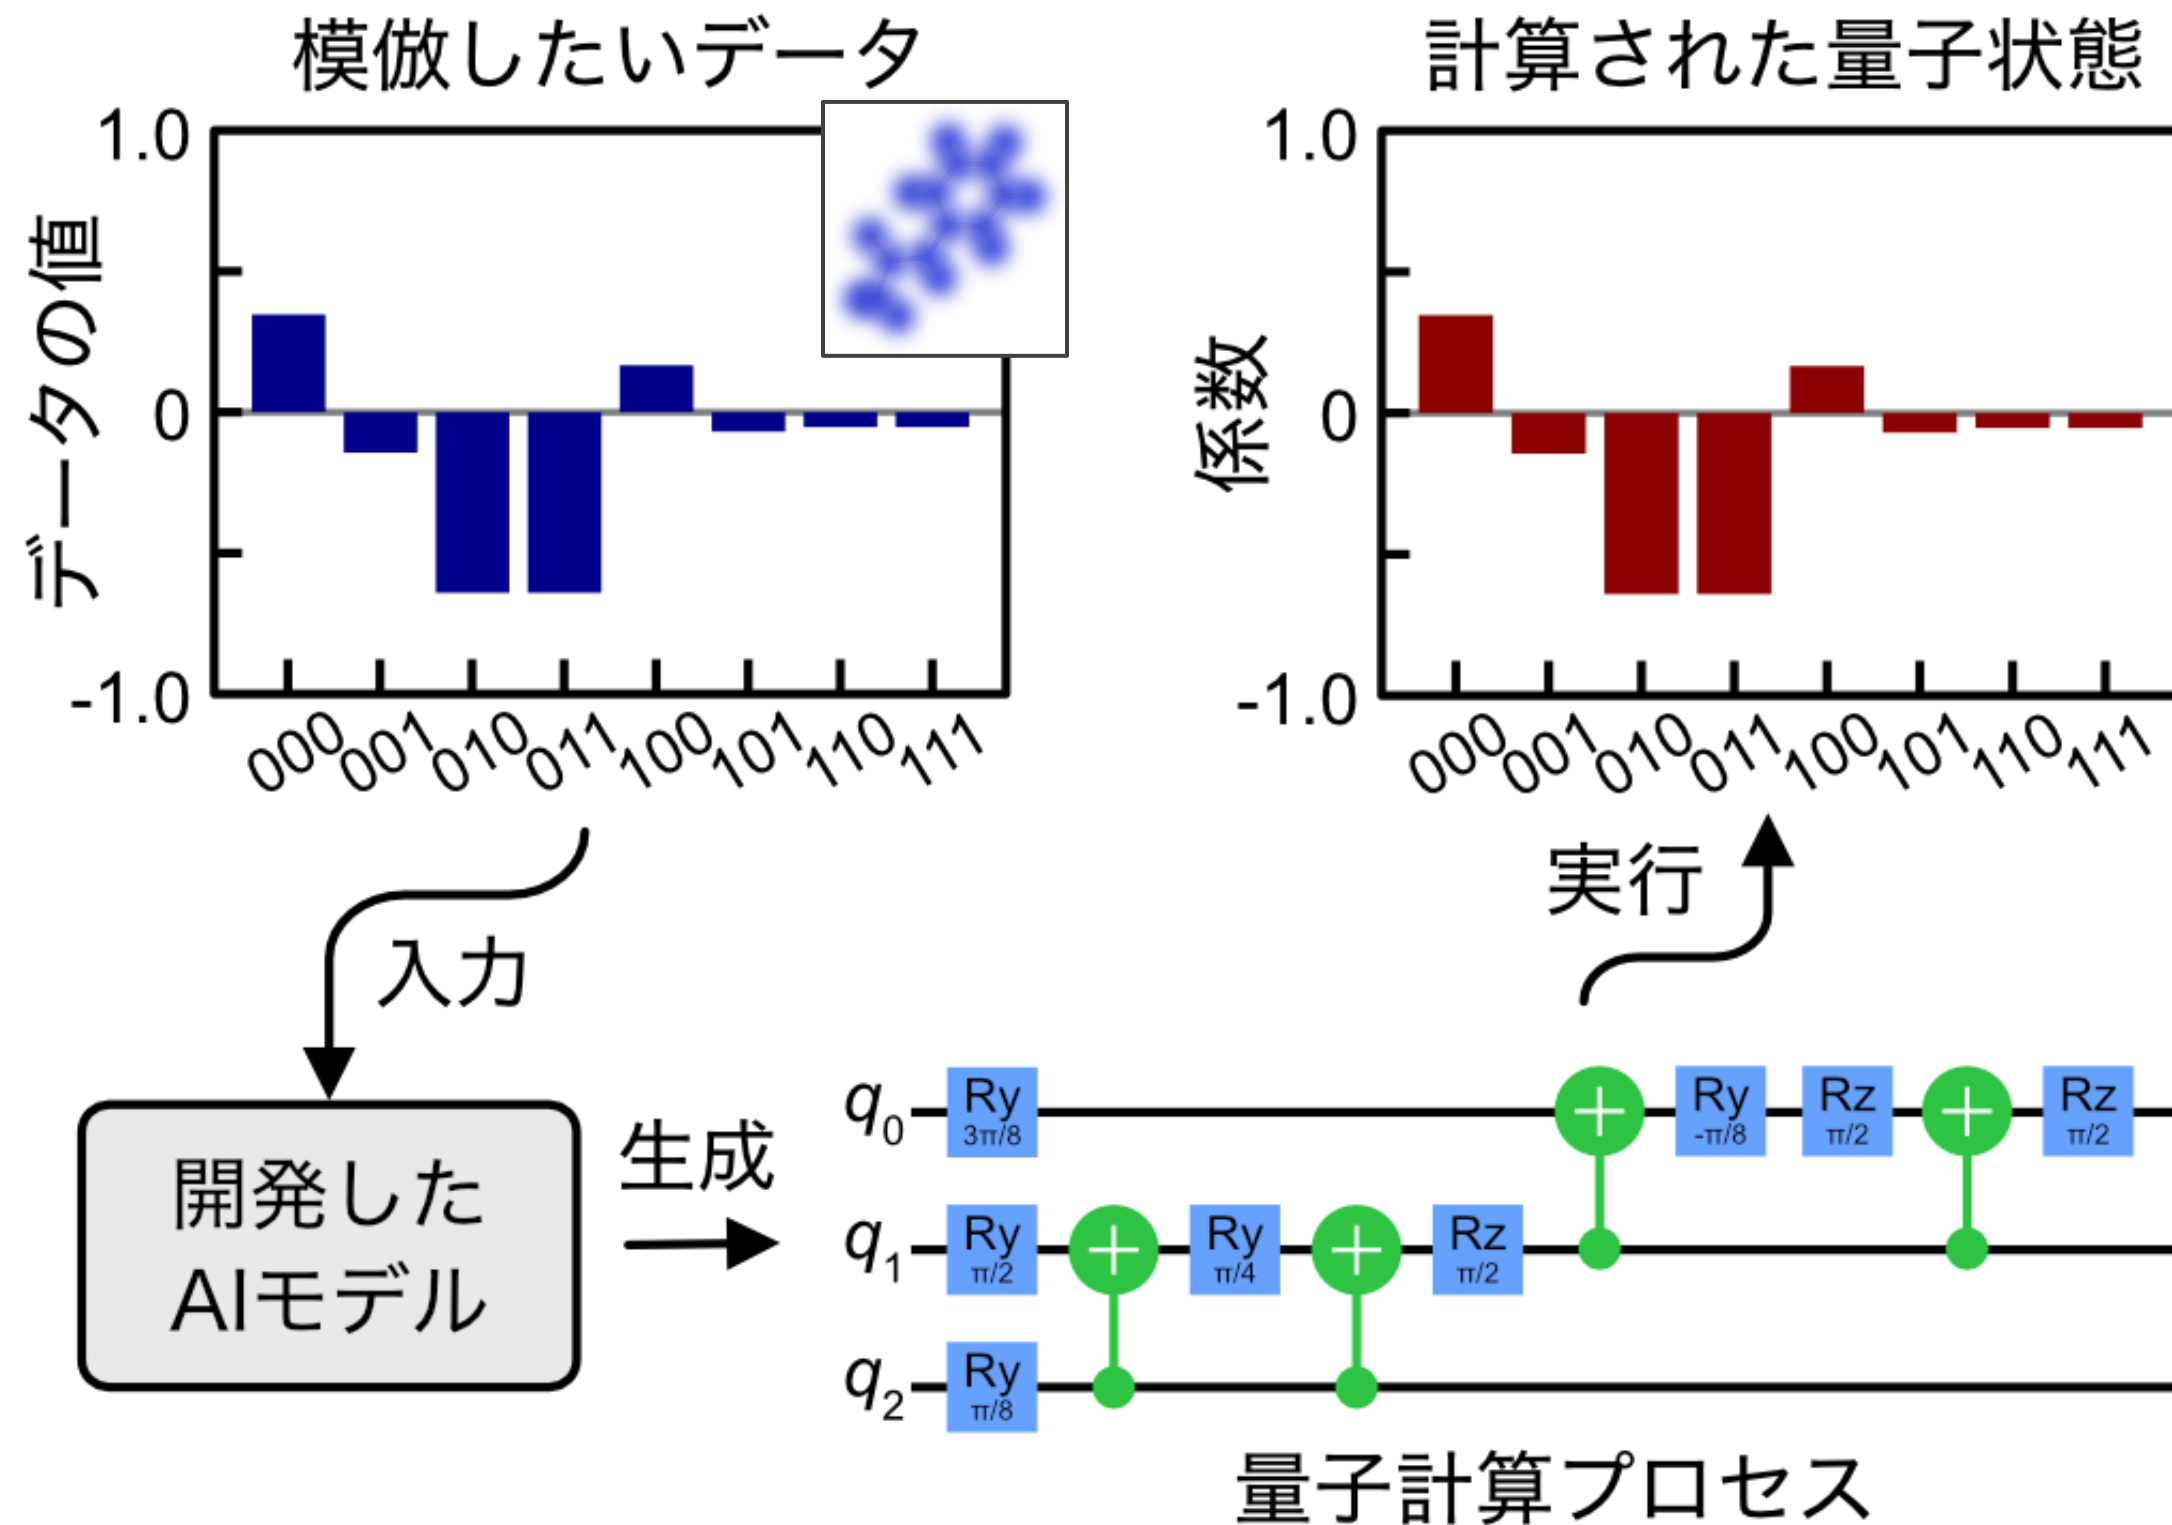 模倣したいデータ
データの値
1.0
0
-1.0
000 001 010 011 100 101 110 111
計算された量子状態
係数
1.0
0
-1.0
000 001 010 011 100 101 110 111
入力
実行
開発した
AIモデル
生成
q0
Ry
3π/8
Ry
-π/8
Rz
π/2
Rz
π/2
q1
Ry
π/2
Ry
π/4
Rz
π/2
q2
Ry
π/8
量子計算プロセス